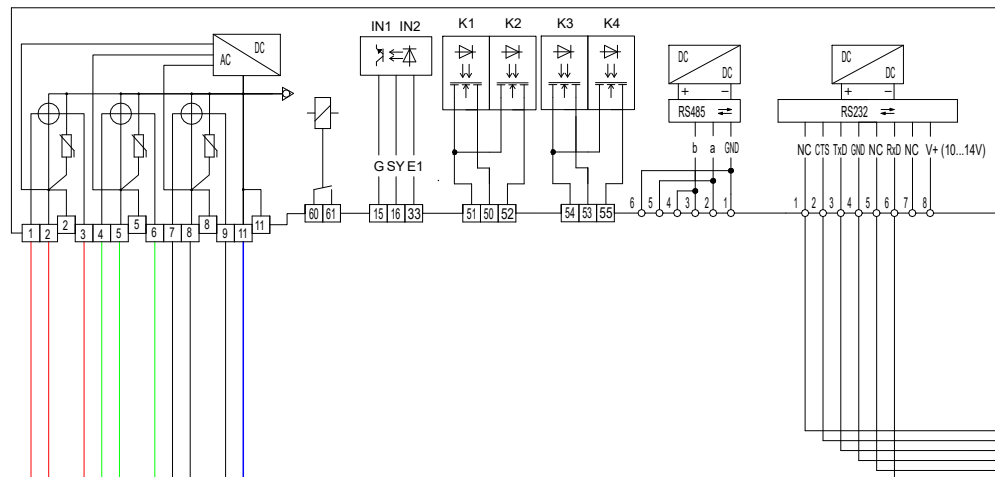 IN1 IN2 K1 K2 K3 K4
AC DC
DC DC
DC DC
+ −
+ −
RS485
RS232
b a GND
NC CTS TxD GND NC RxD NC V+ (10...14V)
G SY E1
6 5 4 3 2 1
1 2 3 4 5 6 7 8
60 61
15 16 33
51 50 52
54 53 55
2 5 8 11
1 2 3 4 5 6 7 8 9 11